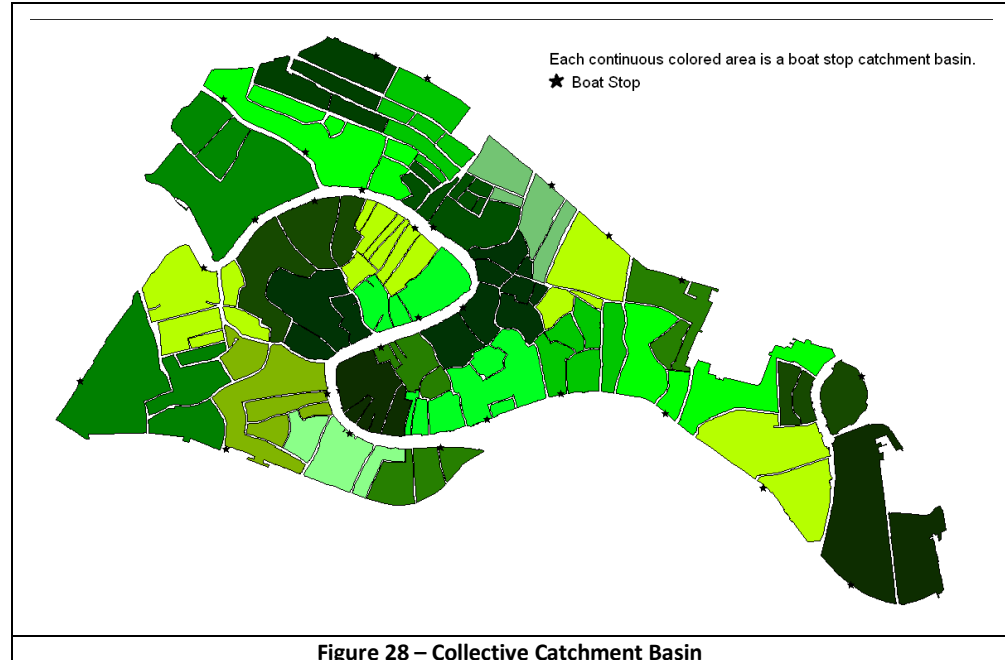 Each continuous colored area is a boat stop catchment basin.
Boat Stop
Figure 28 – Collective Catchment Basin